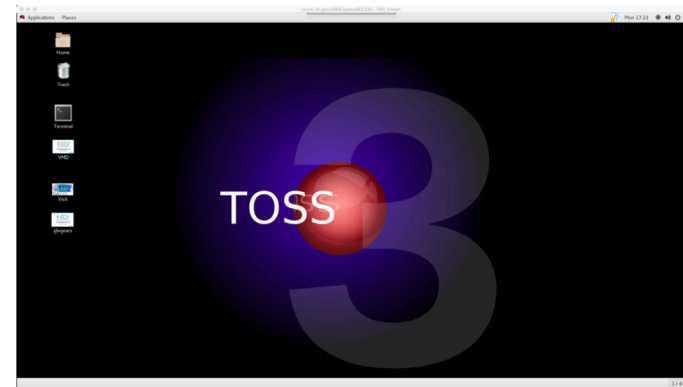 Applications Places
Mon 17:23
Home
Trash
Terminal
VMD
Visit
glxgears
TOSS
3
1 / 4